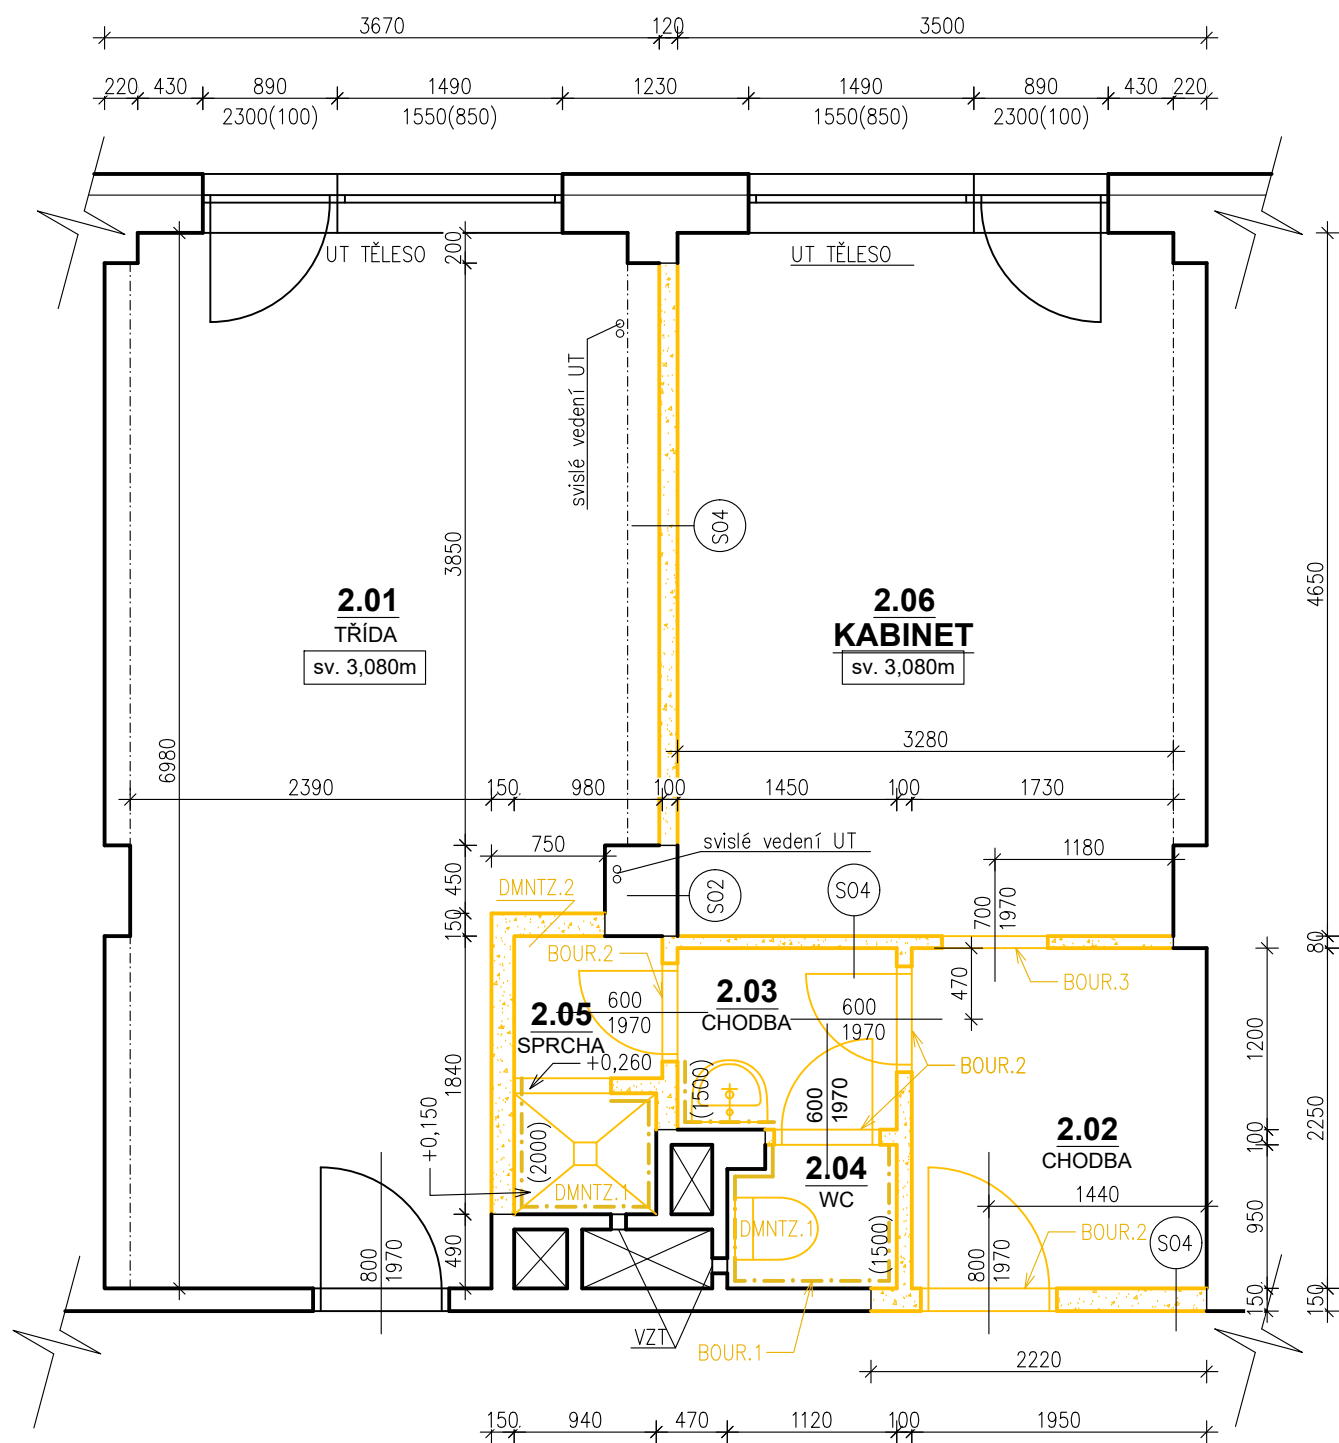 3670
120
3500
220
430
890
1490
1230
1490
890
430
220
2300(100)
1550(850)
1550(850)
2300(100)
UT TĚLESO
200
UT TĚLESO
svislé vedení UT
S04
3850
4650
2.01
TŘÍDA
sv. 3,080m
2.06
KABINET
sv. 3,080m
6980
3280
2390
150
980
100
1450
100
1730
750
svislé vedení UT
1180
450
DMNTZ.2
S02
S04
700
1970
150
80
BOUR.2
470
BOUR.3
2.05
SPRCHA
600
1970
2.03
CHODBA
600
1970
1200
+0,260
BOUR.2
1840
(1500)
600
1970
2250
+0,150
(2000)
100
2.02
CHODBA
2.04
WC
DMNTZ.1
1440
950
DMNTZ.1
BOUR.2
S04
490
800
1970
(1500)
800
1970
150
150
VZT
BOUR.1
2220
150
940
470
1120
100
1950